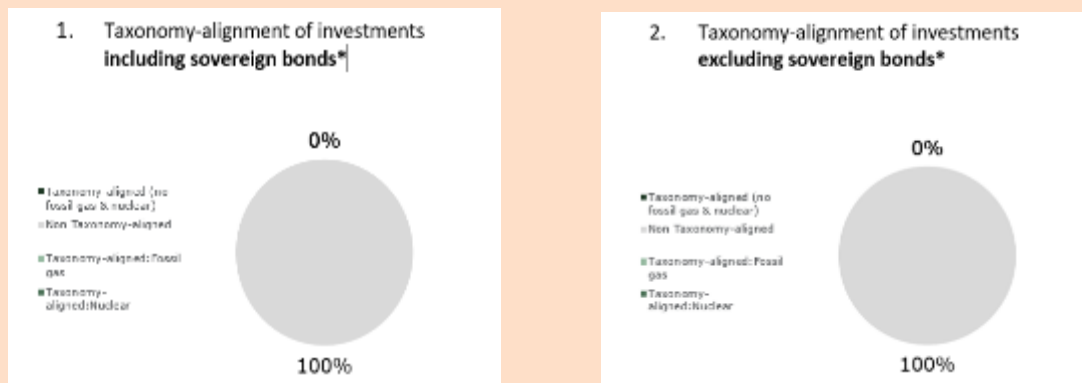 1. Taxonomy-alignment of investments
including sovereign bonds*
0%
Taxonomy-aligned (no
fossil gas & nuclear)
Non Taxonomy-aligned
Taxonomy-aligned:Fossil
gas
Taxonomy-
aligned:Nuclear
100%
2. Taxonomy-alignment of investments
excluding sovereign bonds*
0%
Taxonomy-aligned (no
fossil gas & nuclear)
Non Taxonomy-aligned
Taxonomy-aligned:Fossil
gas
Taxonomy-
aligned:Nuclear
100%